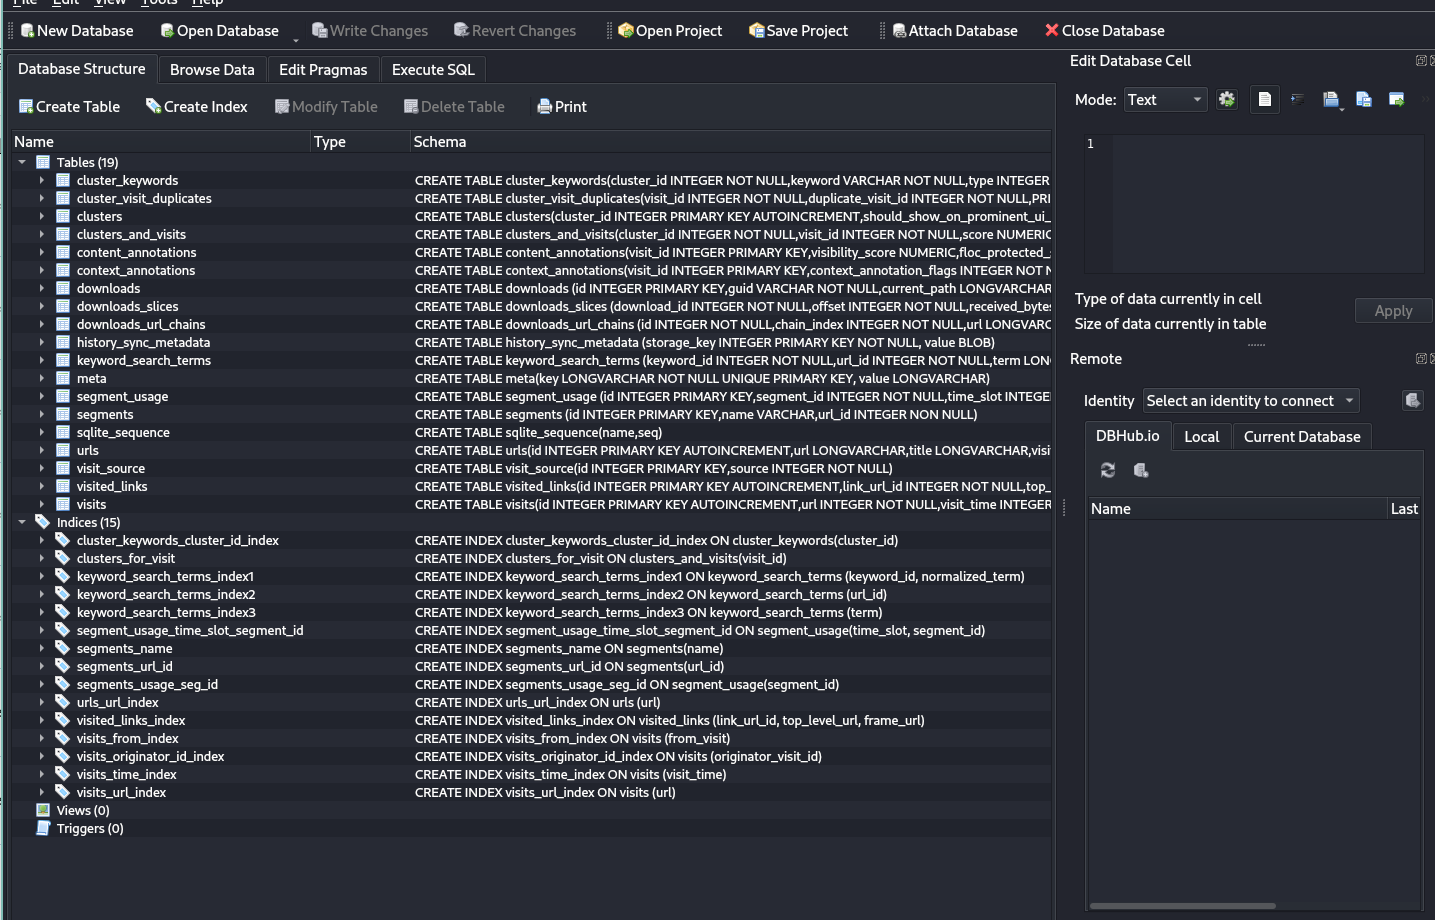 File Edit View Tools Help
New Database Open Database Write Changes Revert Changes Open Project Save Project Attach Database Close Database
Database Structure Browse Data Edit Pragmas Execute SQL
Create Table Create Index Modify Table Delete Table Print
Name Type Schema
Tables (19)
cluster_keywords CREATE TABLE cluster_keywords(cluster_id INTEGER NOT NULL,keyword VARCHAR NOT NULL,type INTEGER
cluster_visit_duplicates CREATE TABLE cluster_visit_duplicates(visit_id INTEGER NOT NULL,duplicate_visit_id INTEGER NOT NULL,PRI
clusters CREATE TABLE clusters(cluster_id INTEGER PRIMARY KEY AUTOINCREMENT,should_show_on_prominent_ui_
clusters_and_visits CREATE TABLE clusters_and_visits(cluster_id INTEGER NOT NULL,visit_id INTEGER NOT NULL,score NUMERIC
content_annotations CREATE TABLE content_annotations(visit_id INTEGER PRIMARY KEY,visibility_score NUMERIC,floc_protected_
context_annotations CREATE TABLE context_annotations(visit_id INTEGER PRIMARY KEY,context_annotation_flags INTEGER NOT N
downloads CREATE TABLE downloads (id INTEGER PRIMARY KEY,guid VARCHAR NOT NULL,current_path LONGVARCHAR
downloads_slices CREATE TABLE downloads_slices (download_id INTEGER NOT NULL,offset INTEGER NOT NULL,received_bytes
downloads_url_chains CREATE TABLE downloads_url_chains (id INTEGER NOT NULL,chain_index INTEGER NOT NULL,url LONGVARC
history_sync_metadata CREATE TABLE history_sync_metadata (storage_key INTEGER PRIMARY KEY NOT NULL, value BLOB)
keyword_search_terms CREATE TABLE keyword_search_terms (keyword_id INTEGER NOT NULL,url_id INTEGER NOT NULL,term LON
meta CREATE TABLE meta(key LONGVARCHAR NOT NULL UNIQUE PRIMARY KEY, value LONGVARCHAR)
segment_usage CREATE TABLE segment_usage (id INTEGER PRIMARY KEY,segment_id INTEGER NOT NULL,time_slot INTEGE
segments CREATE TABLE segments (id INTEGER PRIMARY KEY,name VARCHAR,url_id INTEGER NON NULL)
sqlite_sequence CREATE TABLE sqlite_sequence(name,seq)
urls CREATE TABLE urls(id INTEGER PRIMARY KEY AUTOINCREMENT,url LONGVARCHAR,title LONGVARCHAR,visi
visit_source CREATE TABLE visit_source(id INTEGER PRIMARY KEY,source INTEGER NOT NULL)
visited_links CREATE TABLE visited_links(id INTEGER PRIMARY KEY AUTOINCREMENT,link_url_id INTEGER NOT NULL,top_
visits CREATE TABLE visits(id INTEGER PRIMARY KEY AUTOINCREMENT,url INTEGER NOT NULL,visit_time INTEGER
Indices (15)
cluster_keywords_cluster_id_index CREATE INDEX cluster_keywords_cluster_id_index ON cluster_keywords(cluster_id)
clusters_for_visit CREATE INDEX clusters_for_visit ON clusters_and_visits(visit_id)
keyword_search_terms_index1 CREATE INDEX keyword_search_terms_index1 ON keyword_search_terms (keyword_id, normalized_term)
keyword_search_terms_index2 CREATE INDEX keyword_search_terms_index2 ON keyword_search_terms (url_id)
keyword_search_terms_index3 CREATE INDEX keyword_search_terms_index3 ON keyword_search_terms (term)
segment_usage_time_slot_segment_id CREATE INDEX segment_usage_time_slot_segment_id ON segment_usage(time_slot, segment_id)
segments_name CREATE INDEX segments_name ON segments(name)
segments_url_id CREATE INDEX segments_url_id ON segments(url_id)
segments_usage_seg_id CREATE INDEX segments_usage_seg_id ON segment_usage(segment_id)
urls_url_index CREATE INDEX urls_url_index ON urls (url)
visited_links_index CREATE INDEX visited_links_index ON visited_links (link_url_id, top_level_url, frame_url)
visits_from_index CREATE INDEX visits_from_index ON visits (from_visit)
visits_originator_id_index CREATE INDEX visits_originator_id_index ON visits (originator_visit_id)
visits_time_index CREATE INDEX visits_time_index ON visits (visit_time)
visits_url_index CREATE INDEX visits_url_index ON visits (url)
Views (0)
Triggers (0)
Edit Database Cell
Mode: Text
1
Type of data currently in cell
Size of data currently in table
Apply
Remote
Identity Select an identity to connect
DBHub.io Local Current Database
Name Last